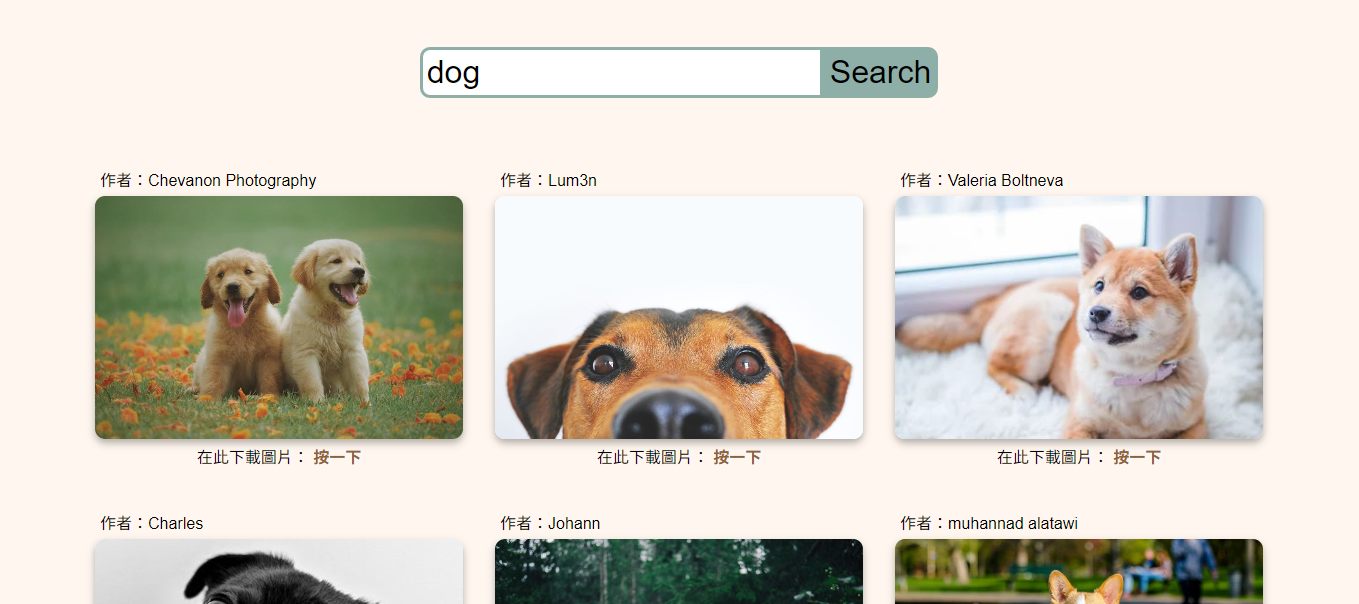 dog
Search
作者：Chevanon Photography
作者：Lum3n
作者：Valeria Boltneva
在此下載圖片： 按一下
在此下載圖片： 按一下
在此下載圖片： 按一下
作者：Charles
作者：Johann
作者：muhannad alatawi